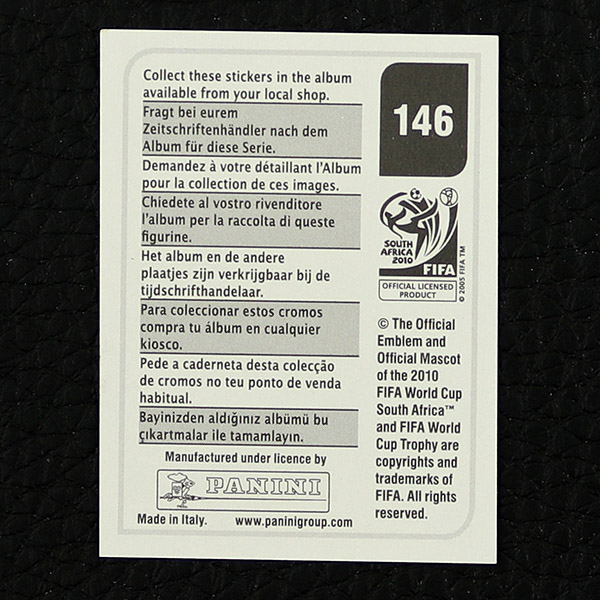 Collect these stickers in the album
available from your local shop.
Fragt bei eurem
Zeitschriftenhändler nach dem
Album für diese Serie.
Demandez à votre détaillant l'Album
pour la collection de ces images.
Chiedete al vostro rivenditore
l'album per la raccolta di queste
figurine.
Het album en de andere
plaatjes zijn verkrijgbaar bij de
tijdschrifthandelaar.
Para coleccionar estos cromos
compra tu álbum en cualquier
kiosco.
Pede a caderneta desta colecção
de cromos no teu ponto de venda
habitual.
Bayinizden aldığınız albümü bu
çıkartmalar ile tamamlayın.
Manufactured under licence by
PANINI
Made in Italy. www.paninigroup.com
146
SOUTH
AFRICA
2010
FIFA
OFFICIAL LICENSED
PRODUCT
© 2005 FIFA TM
© The Official
Emblem and
Official Mascot
of the 2010
FIFA World Cup
South Africa™
and FIFA World
Cup Trophy are
copyrights and
trademarks of
FIFA. All rights
reserved.